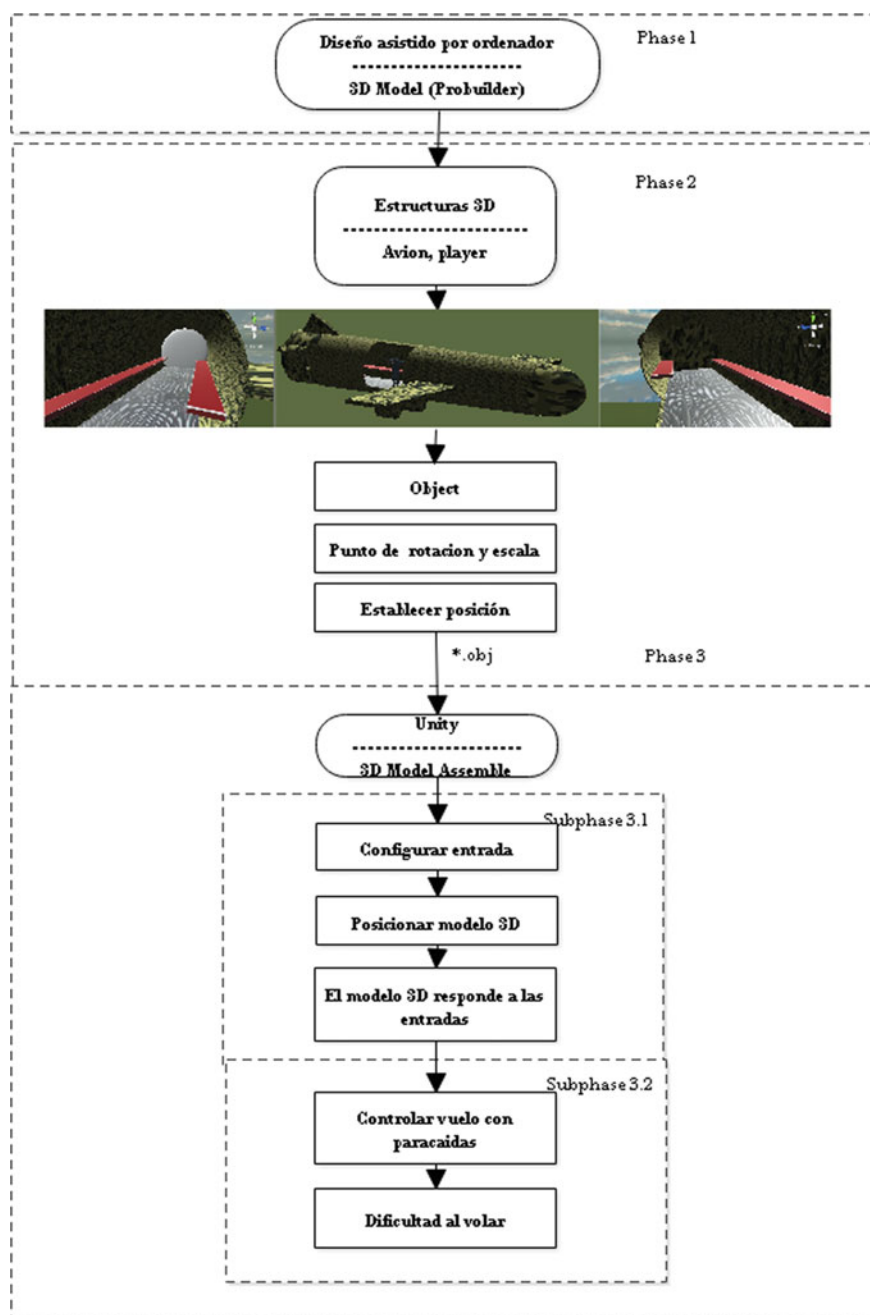 Phase 1
Diseño asistido por ordenador
3D Model (Probuilder)
Phase 2
Estructuras 3D
Avion, player
Object
Punto de rotacion y escala
Establecer posición
*.obj
Phase 3
Unity
3D Model Assemble
Subphase 3.1
Configurar entrada
Posicionar modelo 3D
El modelo 3D responde a las
entradas
Subphase 3.2
Controlar vuelo con
paracaidas
Dificultad al volar